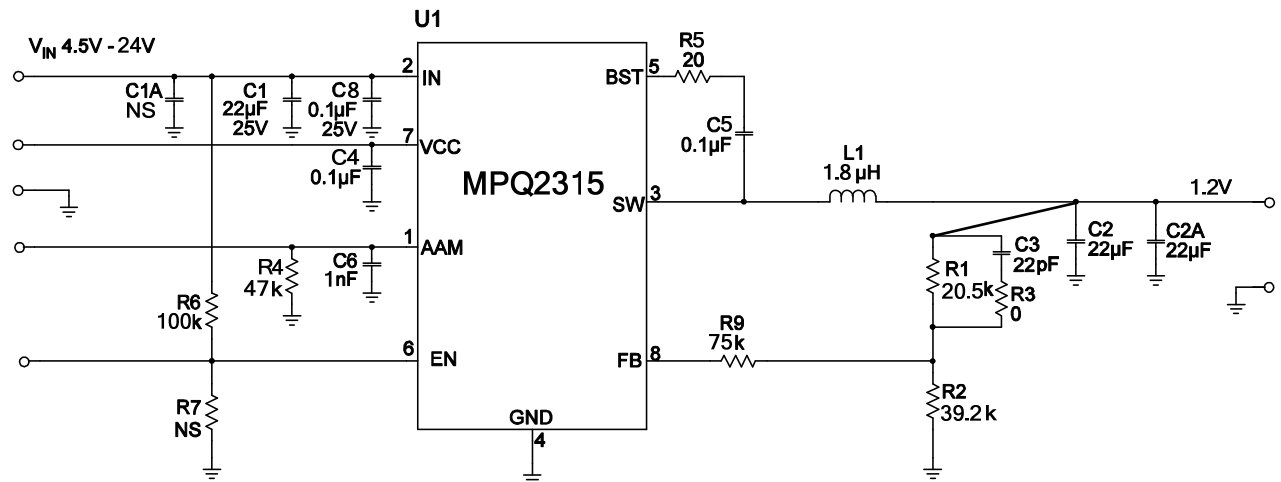 U1
V_IN 4.5V - 24V
C1A
NS
C1
22µF
25V
C8
0.1µF
25V
2
IN
BST
5
R5
20
C5
0.1µF
7
VCC
C4
0.1µF
MPQ2315
SW
3
L1
1.8 µH
1.2V
C2
22µF
C2A
22µF
1
AAM
R4
47k
C6
1nF
C3
22pF
R1
20.5k
R3
0
R6
100k
R9
75k
6
EN
FB
8
R7
NS
R2
39.2k
GND
4